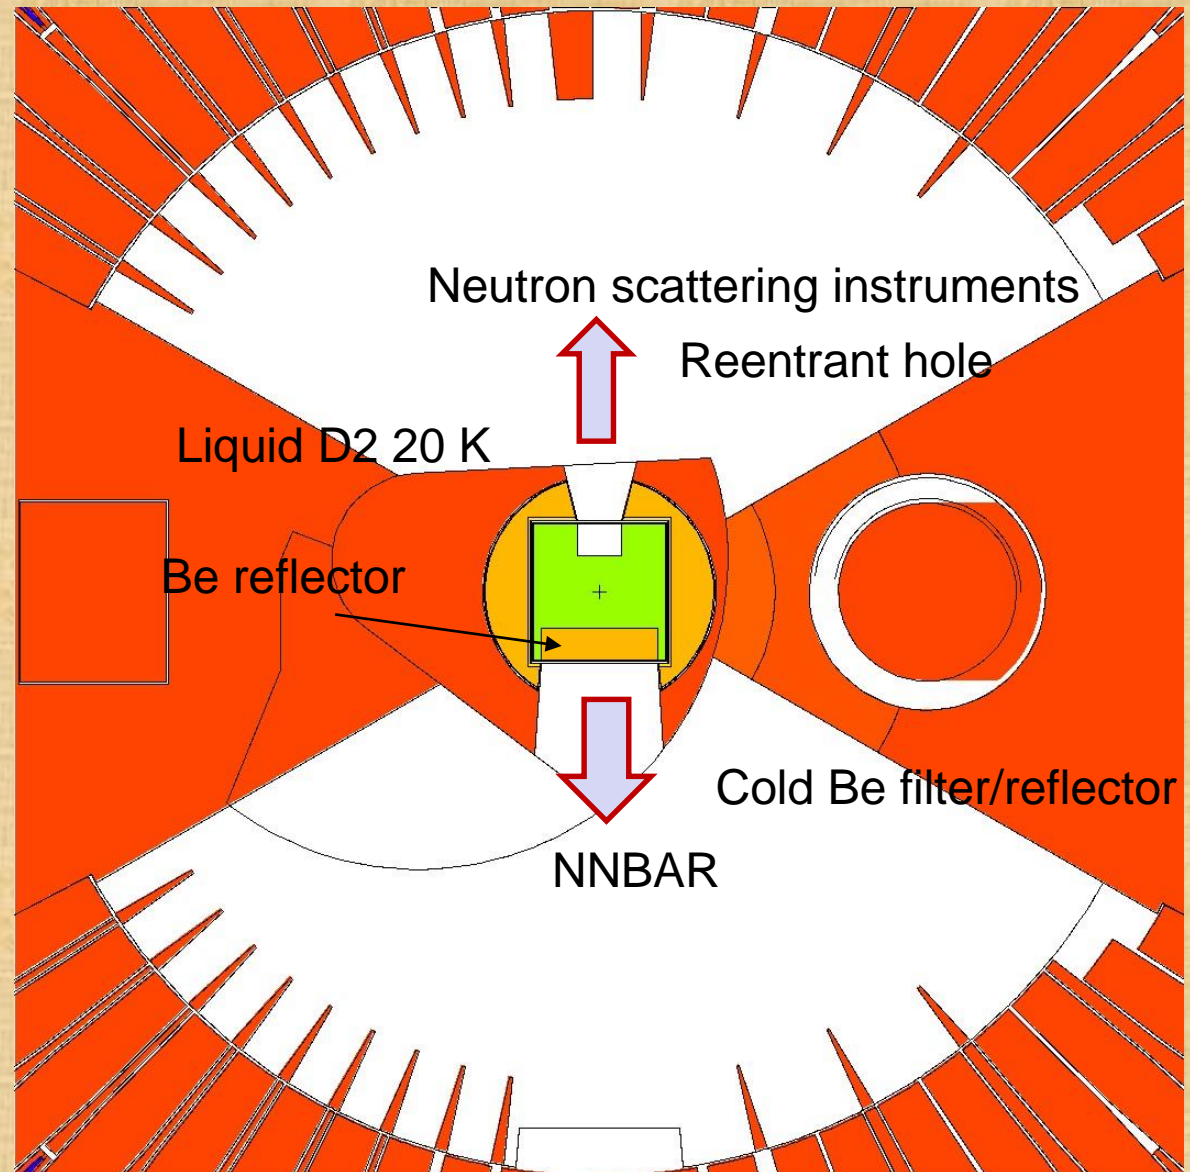 Neutron scattering instruments
Reentrant hole
Liquid D2 20 K
Be reflector
Cold Be filter/reflector
NNBAR